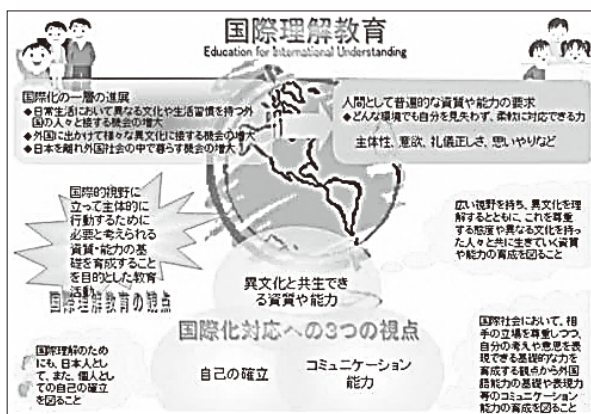 国際理解教育
Education for International Understanding
国際化の一層の進展
◆日常生活において異なる文化や生活習慣を持つ外
国の人々と接する機会の増大
◆外国に出かけて様々な異文化に接する機会の増大
◆日本を離れ外国社会の中で暮らす機会の増大
人間として普遍的な資質や能力の要求
◆どんな環境でも自分を見失わず、柔軟に対応できる力
主体性、意欲、礼儀正しさ、思いやりなど
国際的視野に
立って主体的に
行動するために
必要と考えられる
資質・能力の基
礎を育成すること
を目的とした教育
活動
国際理解教育の観点
広い視野を持ち、異文化を理
解するとともに、これを尊重
する態度や異なる文化を持っ
た人々と共に生きていく資質
や能力の育成を図ること
異文化と共生でき
る資質や能力
国際化対応への3つの視点
自己の確立
コミュニケーション
能力
国際理解のため
にも、日本人とし
て、また、個人とし
ての自己の確立
を図ること
国際社会において、相
手の立場を尊重しつつ、
自分の考えや意思を表
現できる基礎的な力を
育成する観点から外国
語能力の基礎や表現力
等のコミュニケーション
能力の育成を図ること